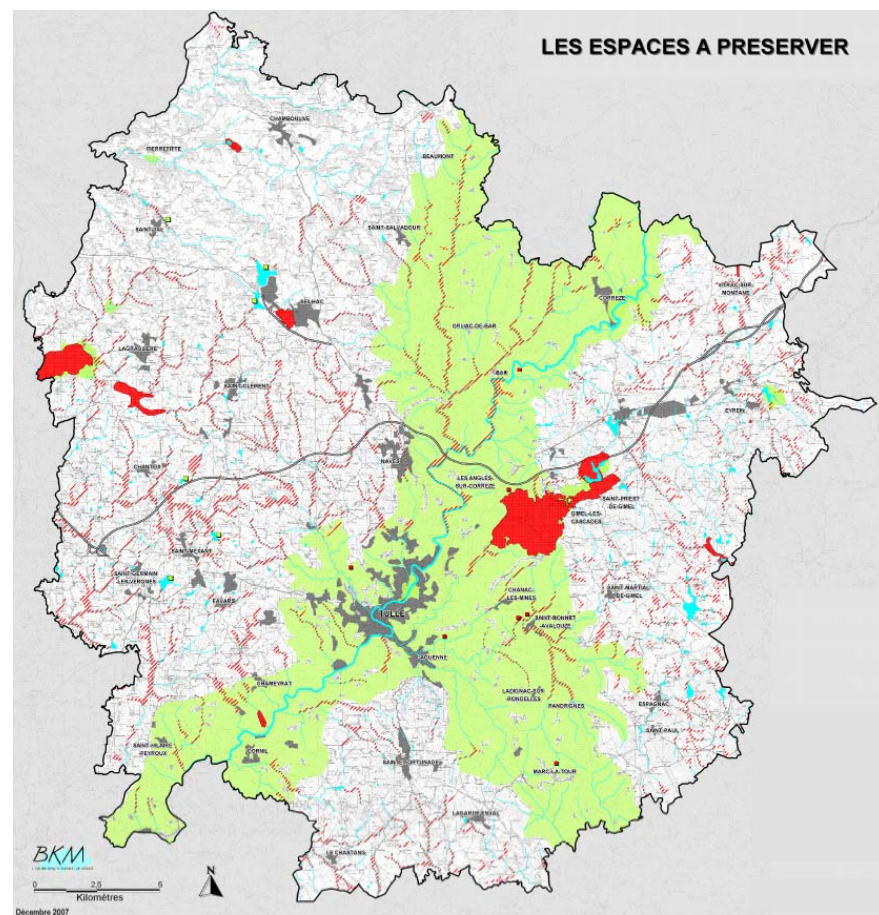 LES ESPACES A PRESERVER
CHAMBOULIVE
PIERREFITTE
BEAUMONT
SAINT-SALVADOUR
SEILHAC
CORREZE
VITRAC-SUR-
MONTANE
ORLIAC-DE-BAR
LAGRAULIERE
BAR
SAINT-CLEMENT
EYREIN
NAVES
CHANTEIX
LES ANGLES-
SUR-CORREZE
SAINT-PRIEST
DE-GIMEL
GIMEL-LES-
CASCADES
SAINT-MEXANT
SAINT-GERMAIN
LES-VERGNES
FAVARS
CHANAC-
LES-MINES
SAINT-MARTIAL
DE-GIMEL
TULLE
SAINT-BONNET
-AVALOUZE
LAGUENNE
CHAMEYRAT
LADIGNAC-SUR
-RONDELLES
PANDRIGNES
ESPAGNAC
SAINT-PAUL
SAINT-HILAIRE
-PEYROUX
CORNIL
SAINTE-FORTUNADE
MARC-LA-TOUR
LAGARDE-ENVAL
LE CHASTANG
BKM
N
0 2,5 5
Kilomètres
Décembre 2007